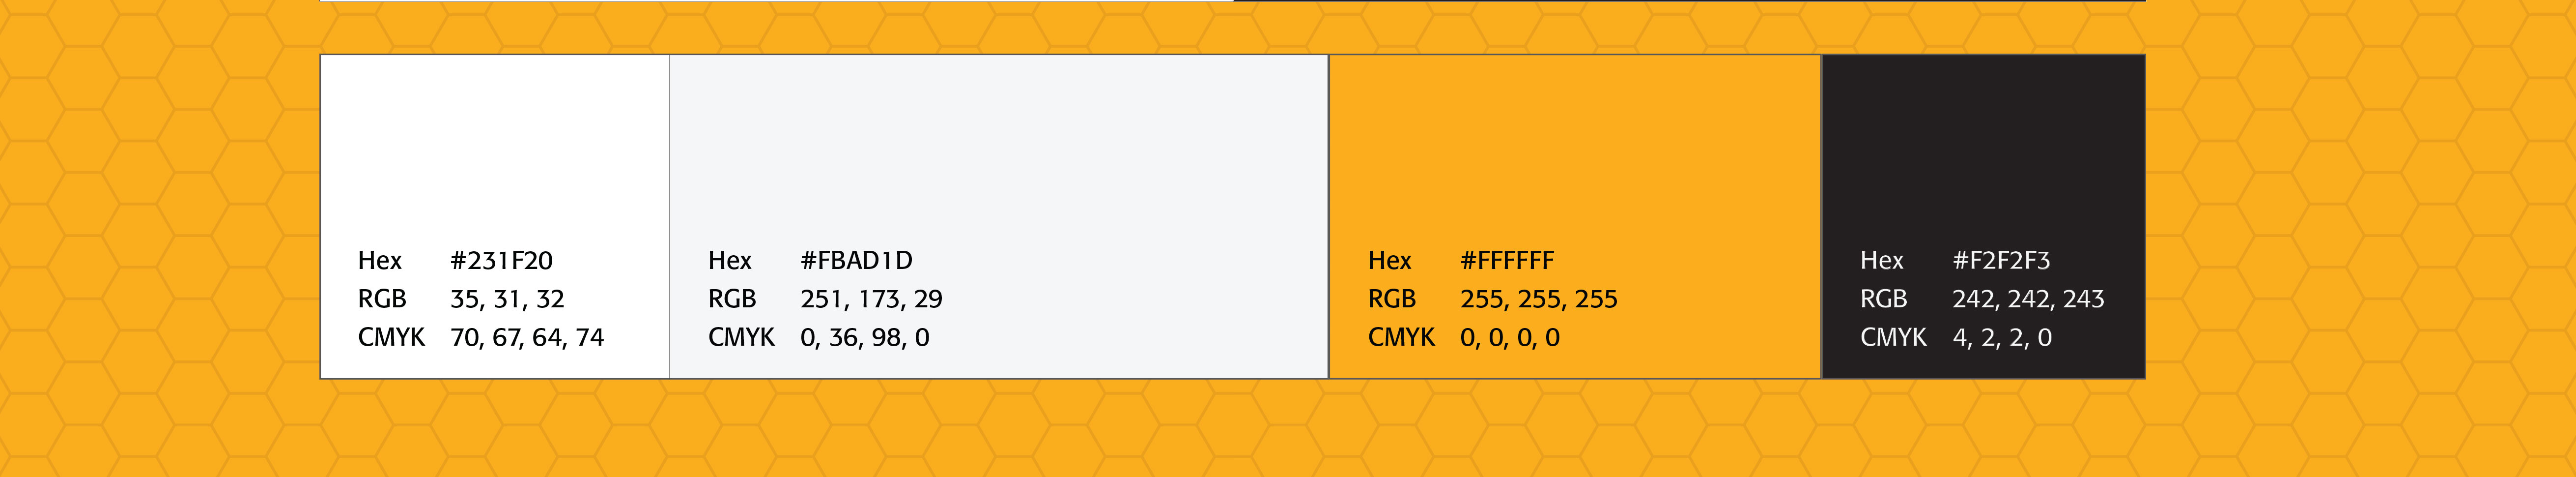 Hex #231F20
RGB 35, 31, 32
CMYK 70, 67, 64, 74
Hex #FBAD1D
RGB 251, 173, 29
CMYK 0, 36, 98, 0
Hex #FFFFFF
RGB 255, 255, 255
CMYK 0, 0, 0, 0
Hex #F2F2F3
RGB 242, 242, 243
CMYK 4, 2, 2, 0